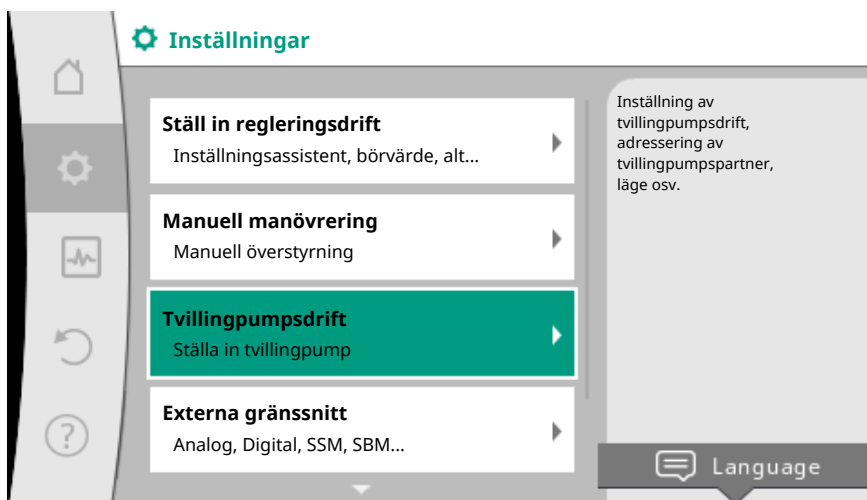 Inställningar
Ställ in regleringsdrift
Inställningsassistent, börvärde, alt...
Manuell manövrering
Manuell överstyrning
Tvillingpumpsdrift
Ställa in tvillingpump
Externa gränssnitt
Analog, Digital, SSM, SBM...
Inställning av
tvillingpumpsdrift,
adressering av
tvillingpumpspartner,
läge osv.
Language